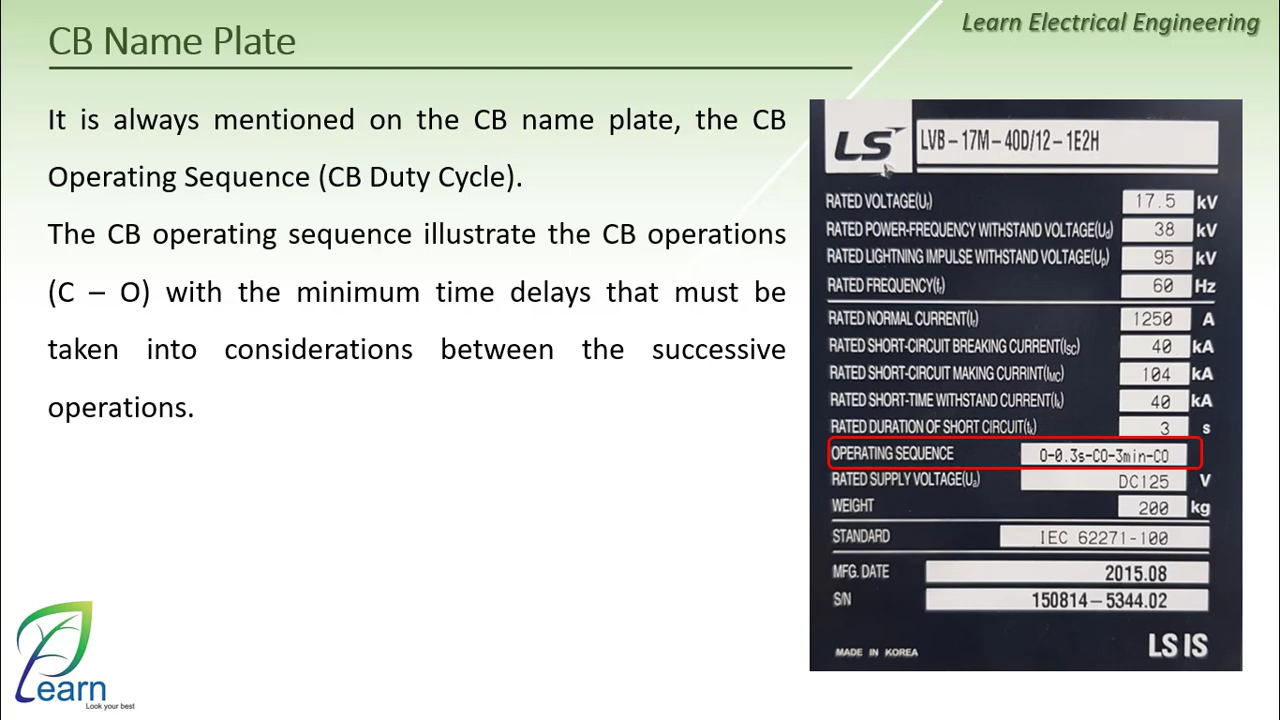 CB Name Plate
Learn Electrical Engineering
It is always mentioned on the CB name plate, the CB
Operating Sequence (CB Duty Cycle).
The CB operating sequence illustrate the CB operations
(C – O) with the minimum time delays that must be
taken into considerations between the successive
operations.
LS LVB-17M-40D/12-1E2H
RATED VOLTAGE(Ur) 17.5 kV
RATED POWER-FREQUENCY WITHSTAND VOLTAGE(Ud) 38 kV
RATED LIGHTNING IMPULSE WITHSTAND VOLTAGE(Up) 95 kV
RATED FREQUENCY(fr) 60 Hz
RATED NORMAL CURRENT(Ir) 1250 A
RATED SHORT-CIRCUIT BREAKING CURRENT(ISC) 40 kA
RATED SHORT-CIRCUIT MAKING CURRINT(IMC) 104 kA
RATED SHORT-TIME WITHSTAND CURRENT(Ik) 40 kA
RATED DURATION OF SHORT CIRCUIT(tk) 3 s
OPERATING SEQUENCE O-0.3s-CO-3min-CO
RATED SUPPLY VOLTAGE(Ua) DC125 V
WEIGHT 200 kg
STANDARD IEC 62271-100
MFG. DATE 2015.08
S/N 150814-5344.02
MADE IN KOREA LS IS
Learn
Look your best